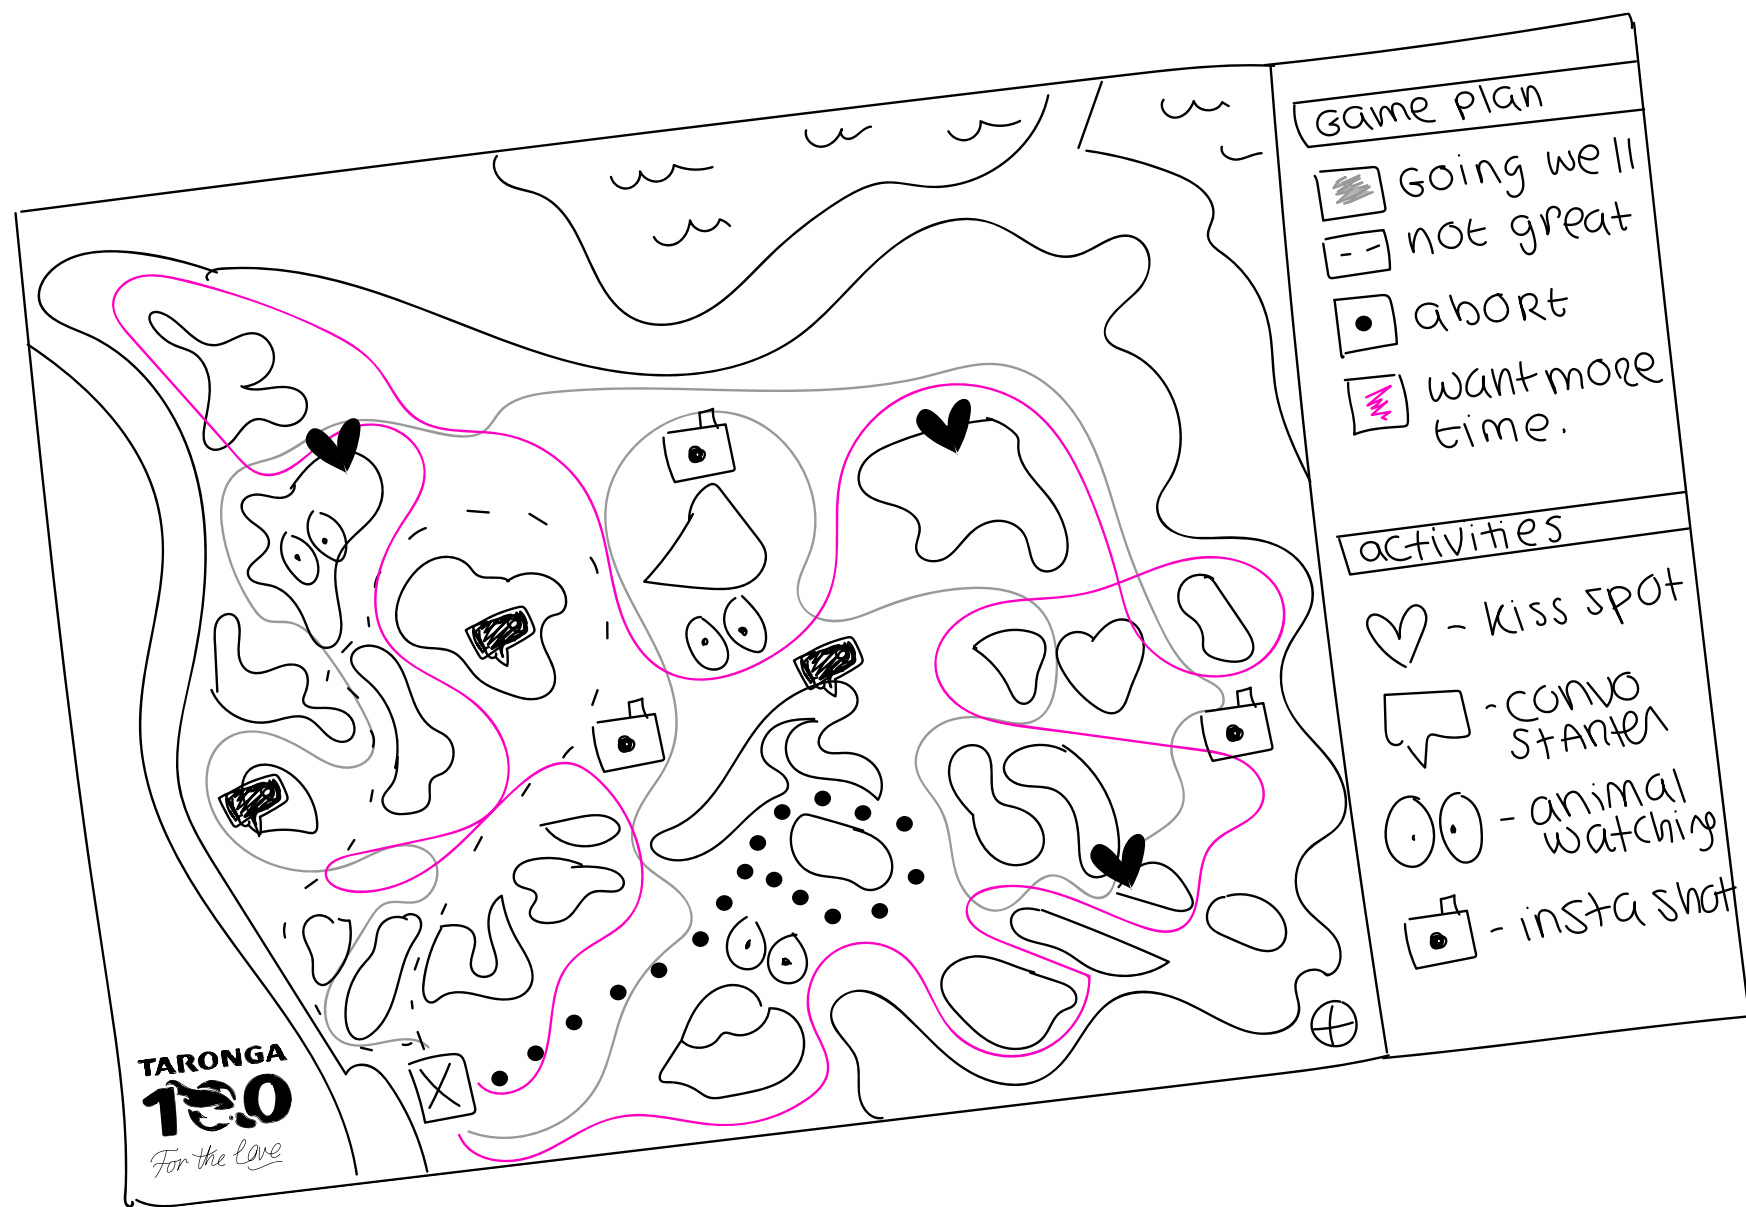 Game plan
Going well
not great
abort
want more
time.
activities
- kiss spot
- convo
starter
- animal
watching
- insta shot
TARONGA
100
For the love